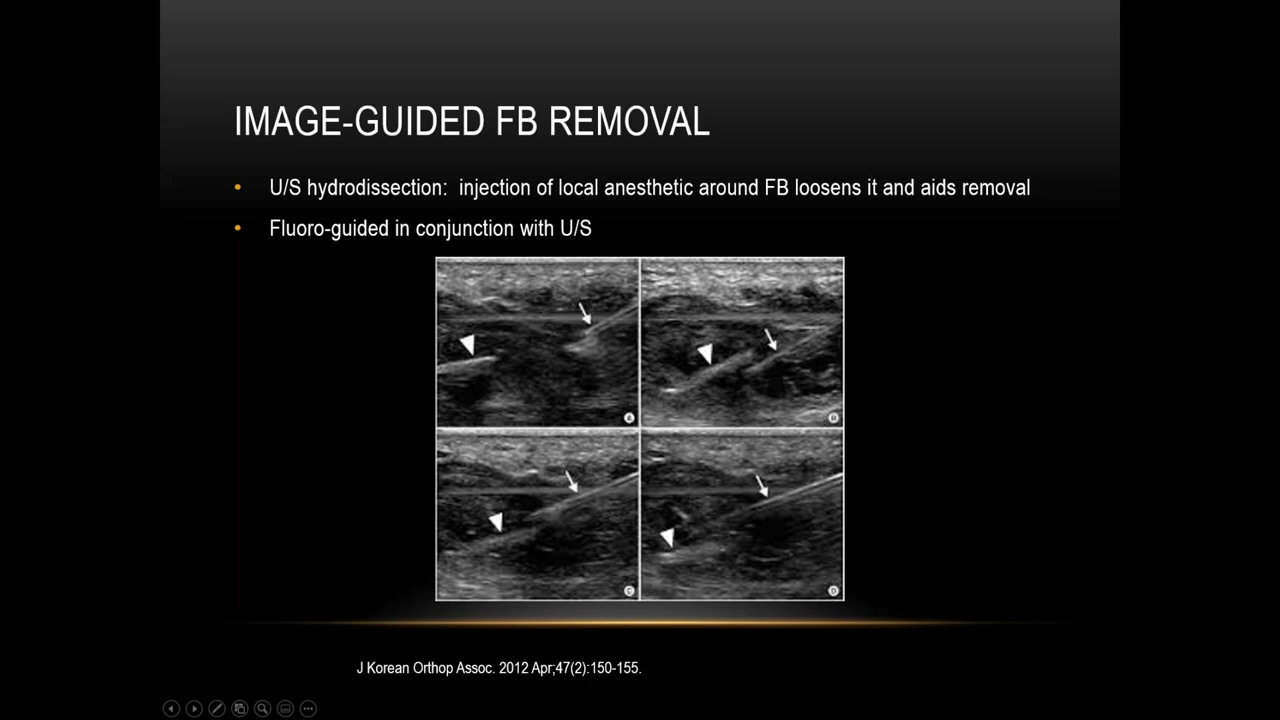 IMAGE-GUIDED FB REMOVAL
• U/S hydrodissection: injection of local anesthetic around FB loosens it and aids removal
• Fluoro-guided in conjunction with U/S
A
B
C
D
J Korean Orthop Assoc. 2012 Apr;47(2):150-155.